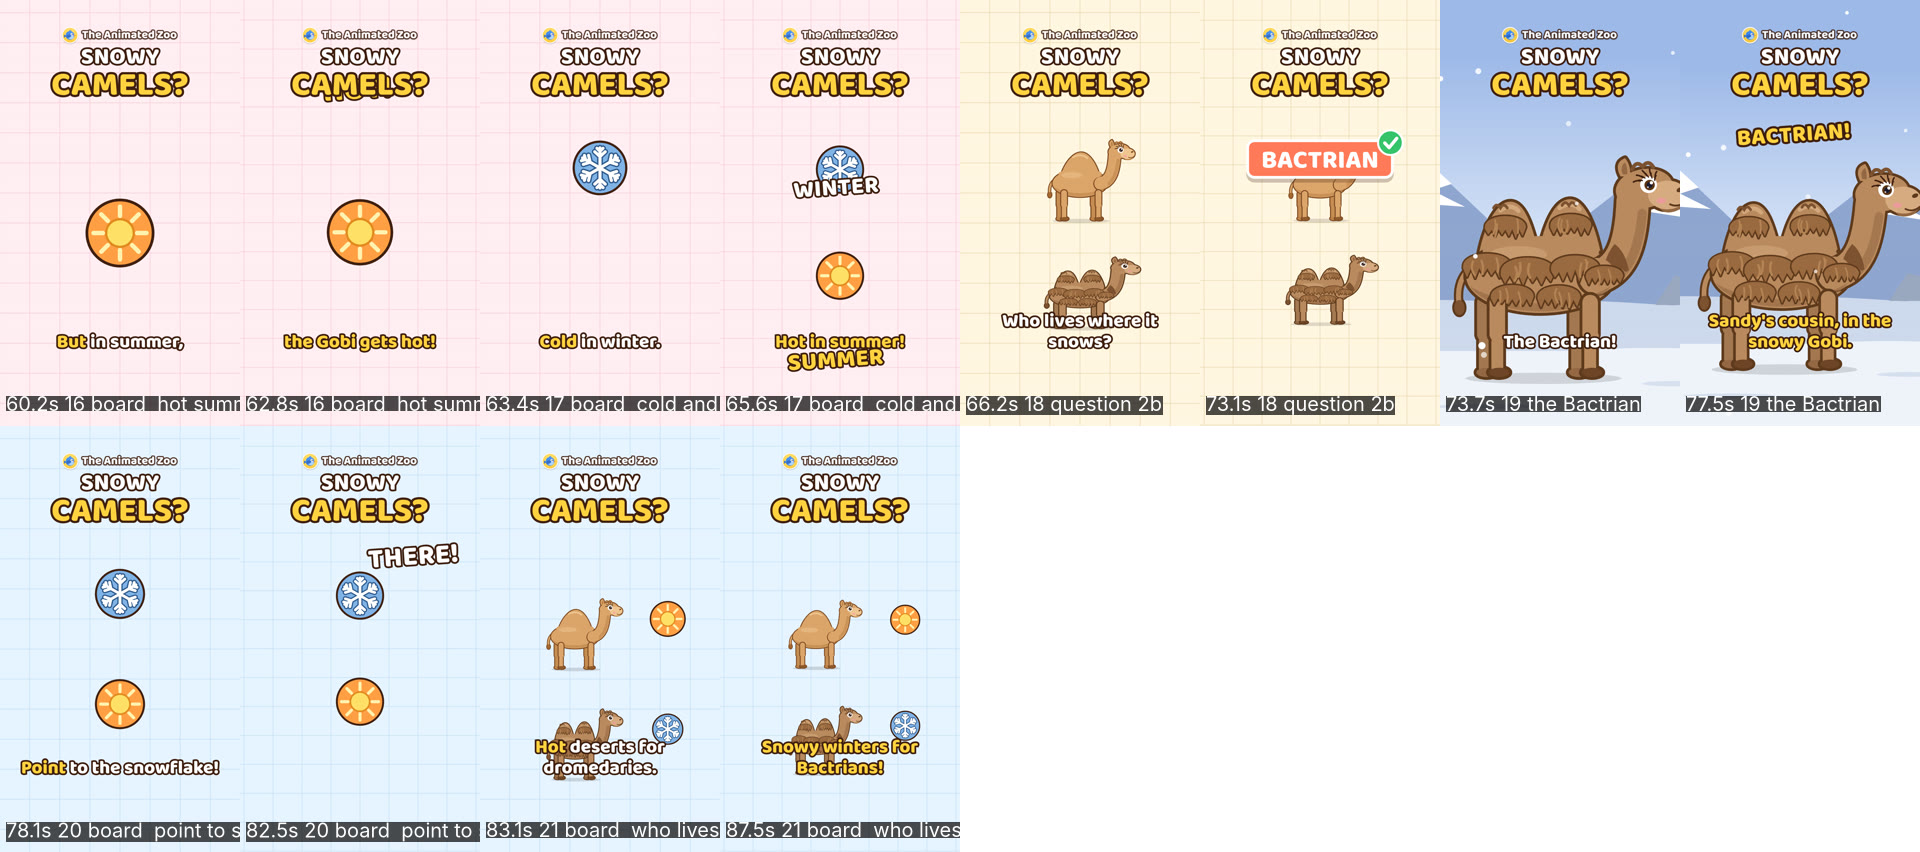 The Animated Zoo
SNOWY
CAMELS?
But in summer,
60.2s 16 board hot summ
The Animated Zoo
SNOWY
CAMELS?
the Gobi gets hot!
62.8s 16 board hot summ
The Animated Zoo
SNOWY
CAMELS?
Cold in winter.
63.4s 17 board cold and
The Animated Zoo
SNOWY
CAMELS?
WINTER
Hot in summer!
SUMMER
65.6s 17 board cold and
The Animated Zoo
SNOWY
CAMELS?
Who lives where it
snows?
66.2s 18 question 2b
The Animated Zoo
SNOWY
CAMELS?
BACTRIAN
73.1s 18 question 2b
The Animated Zoo
SNOWY
CAMELS?
The Bactrian!
73.7s 19 the Bactrian
The Animated Zoo
SNOWY
CAMELS?
BACTRIAN!
Sandy's cousin, in the
snowy Gobi.
77.5s 19 the Bactrian
The Animated Zoo
SNOWY
CAMELS?
Point to the snowflake!
78.1s 20 board point to s
The Animated Zoo
SNOWY
CAMELS?
THERE!
82.5s 20 board point to
The Animated Zoo
SNOWY
CAMELS?
Hot deserts for
dromedaries.
83.1s 21 board who lives
The Animated Zoo
SNOWY
CAMELS?
Snowy winters for
Bactrians!
87.5s 21 board who lives